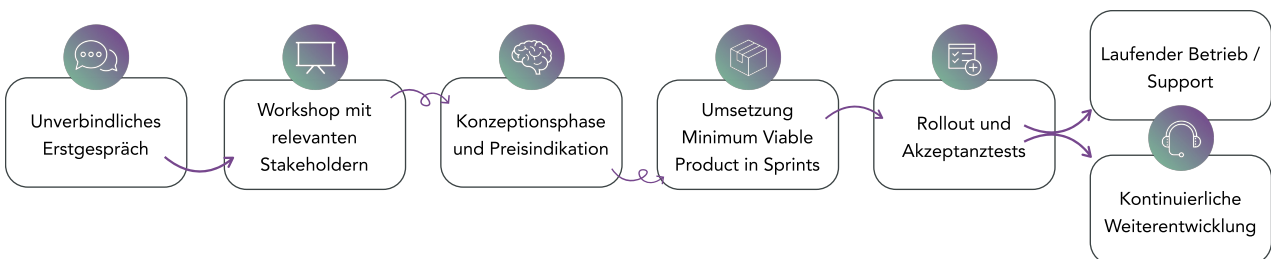 Unverbindliches
Erstgespräch
Workshop mit
relevanten
Stakeholdern
Konzeptionsphase
und Preisindikation
Umsetzung
Minimum Viable
Product in Sprints
Rollout und
Akzeptanztests
Laufender Betrieb /
Support
Kontinuierliche
Weiterentwicklung